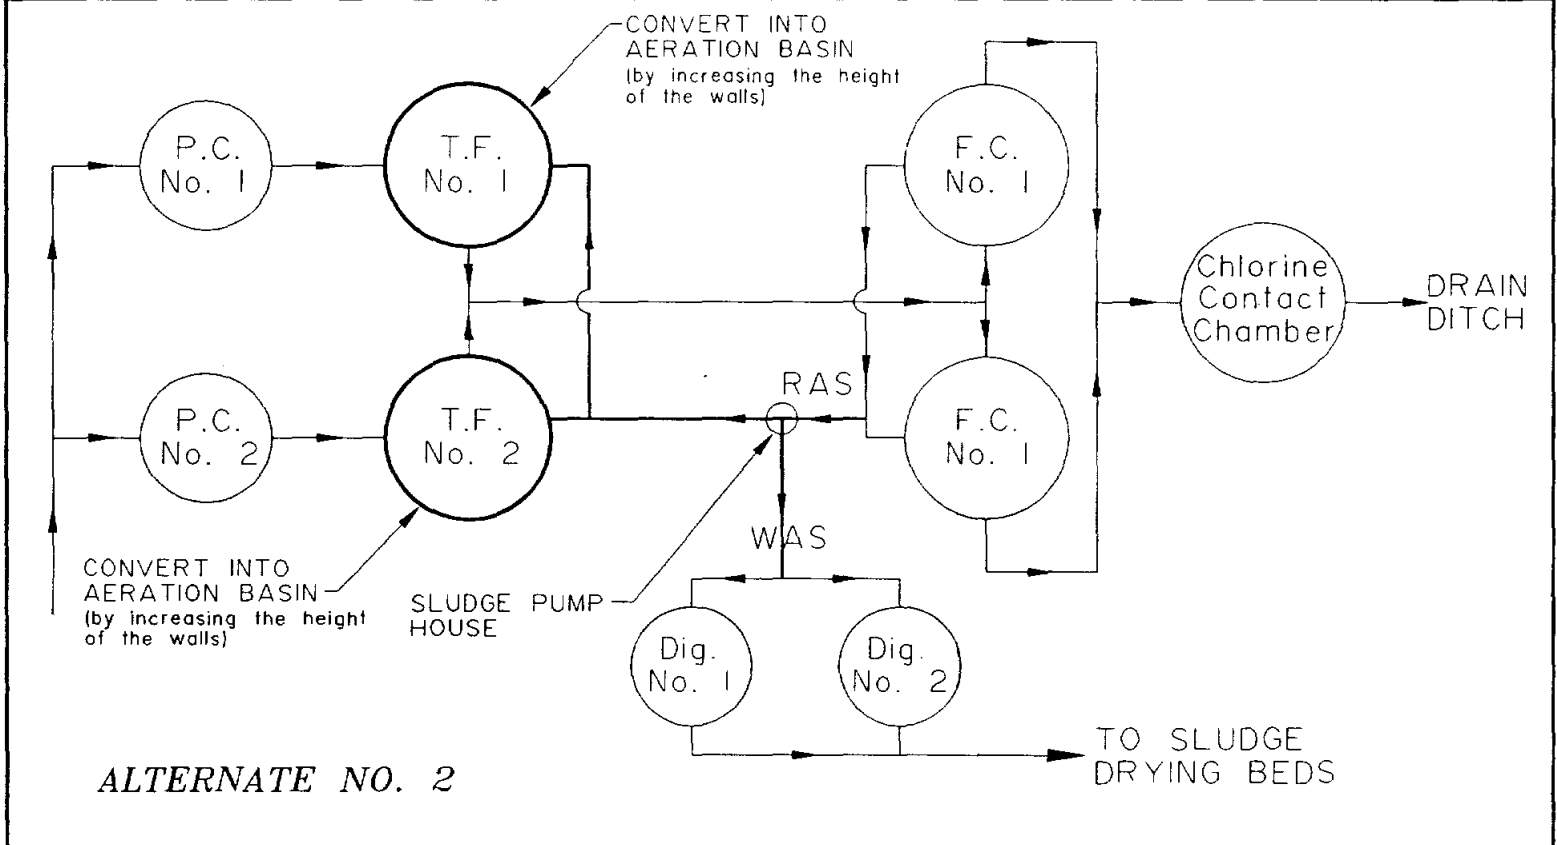 CONVERT INTO
AERATION BASIN
(by increasing the height
of the walls)
P.C.
No. 1
T.F.
No. 1
F.C.
No. 1
Chlorine
Contact
Chamber
DRAIN
DITCH
RAS
P.C.
No. 2
T.F.
No. 2
F.C.
No. 1
WAS
CONVERT INTO
AERATION BASIN
(by increasing the height
of the walls)
SLUDGE PUMP
HOUSE
Dig.
No. 1
Dig.
No. 2
TO SLUDGE
DRYING BEDS
ALTERNATE NO. 2